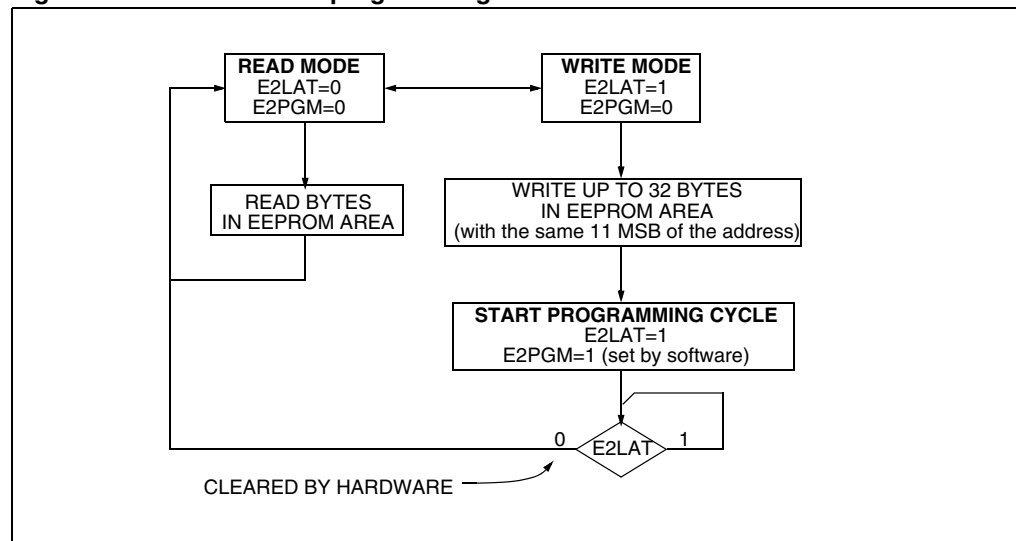 READ MODE
E2LAT=0
E2PGM=0
WRITE MODE
E2LAT=1
E2PGM=0
READ BYTES
IN EEPROM AREA
WRITE UP TO 32 BYTES
IN EEPROM AREA
(with the same 11 MSB of the address)
START PROGRAMMING CYCLE
E2LAT=1
E2PGM=1 (set by software)
0
E2LAT
1
CLEARED BY HARDWARE